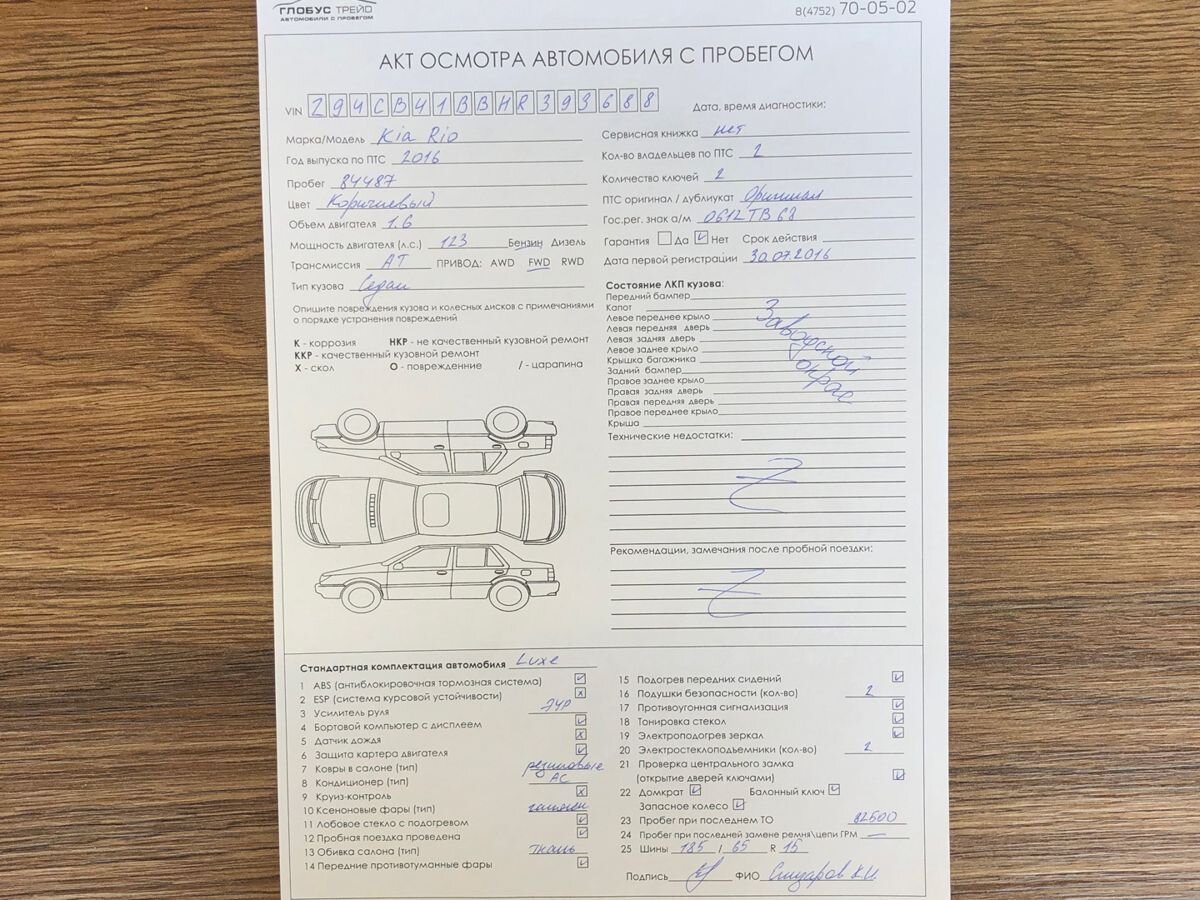 ГЛОБУС ТРЕЙД
АВТОМОБИЛИ С ПРОБЕГОМ
8(4752) 70-05-02
АКТ ОСМОТРА АВТОМОБИЛЯ С ПРОБЕГОМ
VIN Z94CB41BBHR393688
Дата, время диагностики:
Марка/Модель Kia Rio
Год выпуска по ПТС 2016
Пробег 84487
Цвет Коричневый
Объем двигателя 1.6
Мощность двигателя (л.с.) 123 Бензин Дизель
Трансмиссия AT ПРИВОД: AWD FWD RWD
Тип кузова Седан
Опишите повреждения кузова и колесных дисков с примечаниями
о порядке устранения повреждений
К - коррозия НКР - не качественный кузовной ремонт
ККР - качественный кузовной ремонт
Х - скол О - поврежденние / - царапина
Сервисная книжка нет
Кол-во владельцев по ПТС
Количество ключей 2
ПТС оригинал / дубликат Оригинал
Гос.рег. знак а/м О612ТВ 68
Гарантия Да Нет Срок действия
Дата первой регистрации 30.07.2016
Состояние ЛКП кузова:
Передний бампер
Капот
Левое переднее крыло
Левая передняя дверь
Левая задняя дверь
Левое заднее крыло
Крышка багажника
Задний бампер
Правое заднее крыло
Правая задняя дверь
Правая передняя дверь
Правое переднее крыло
Крыша
Заводской
окрас
Технические недостатки:
Рекомендации, замечания после пробной поездки:
Стандартная комплектация автомобиля Luxe
1 ABS (антиблокировочная тормозная система)
2 ESP (система курсовой устойчивости)
3 Усилитель руля ЭУР
4 Бортовой компьютер с дисплеем
5 Датчик дождя
6 Защита картера двигателя
7 Ковры в салоне (тип) резиновые
8 Кондиционер (тип) AC
9 Круиз-контроль
10 Ксеноновые фары (тип) галоген
11 Лобовое стекло с подогревом
12 Пробная поездка проведена
13 Обивка салона (тип) Ткань
14 Передние противотуманные фары
15 Подогрев передних сидений
16 Подушки безопасности (кол-во) 2
17 Противоугонная сигнализация
18 Тонировка стекол
19 Электроподогрев зеркал
20 Электростеклоподъемники (кол-во)
21 Проверка центрального замка
(открытие дверей ключами)
22 Домкрат Балонный ключ
Запасное колесо
23 Пробег при последнем ТО 82500
24 Пробег при последней замене ремня\цепи ГРМ —
25 Шины 185 / 65 R 15
Подпись ФИО